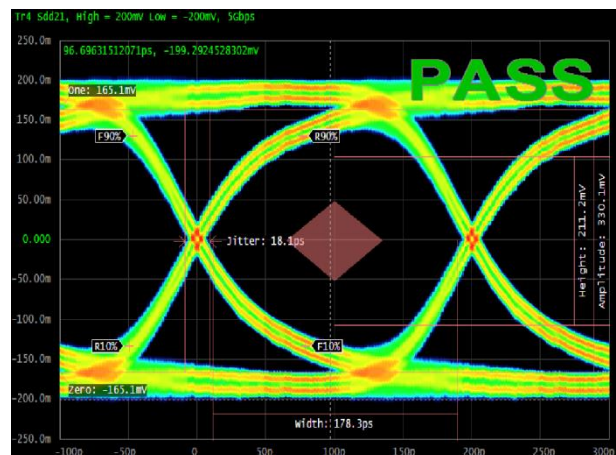 Tr4 Sdd21, High = 200mV Low = -200mV, 5Gbps
250.0m
96.69631512071ps, -199.2924528302mV
PASS
200.0m
One: 165.1mV
150.0m
F90%
R90%
100.0m
50.00m
0.000
Jitter: 18.1ps
Height: 211.2mV
Amplitude: 330.1mV
-50.00m
-100.0m
R10%
F10%
-150.0m
Zero: -165.1mV
-200.0m
Width: 178.3ps
-250.0m
-100p
-50p
0
50p
100p
150p
200p
250p
300p